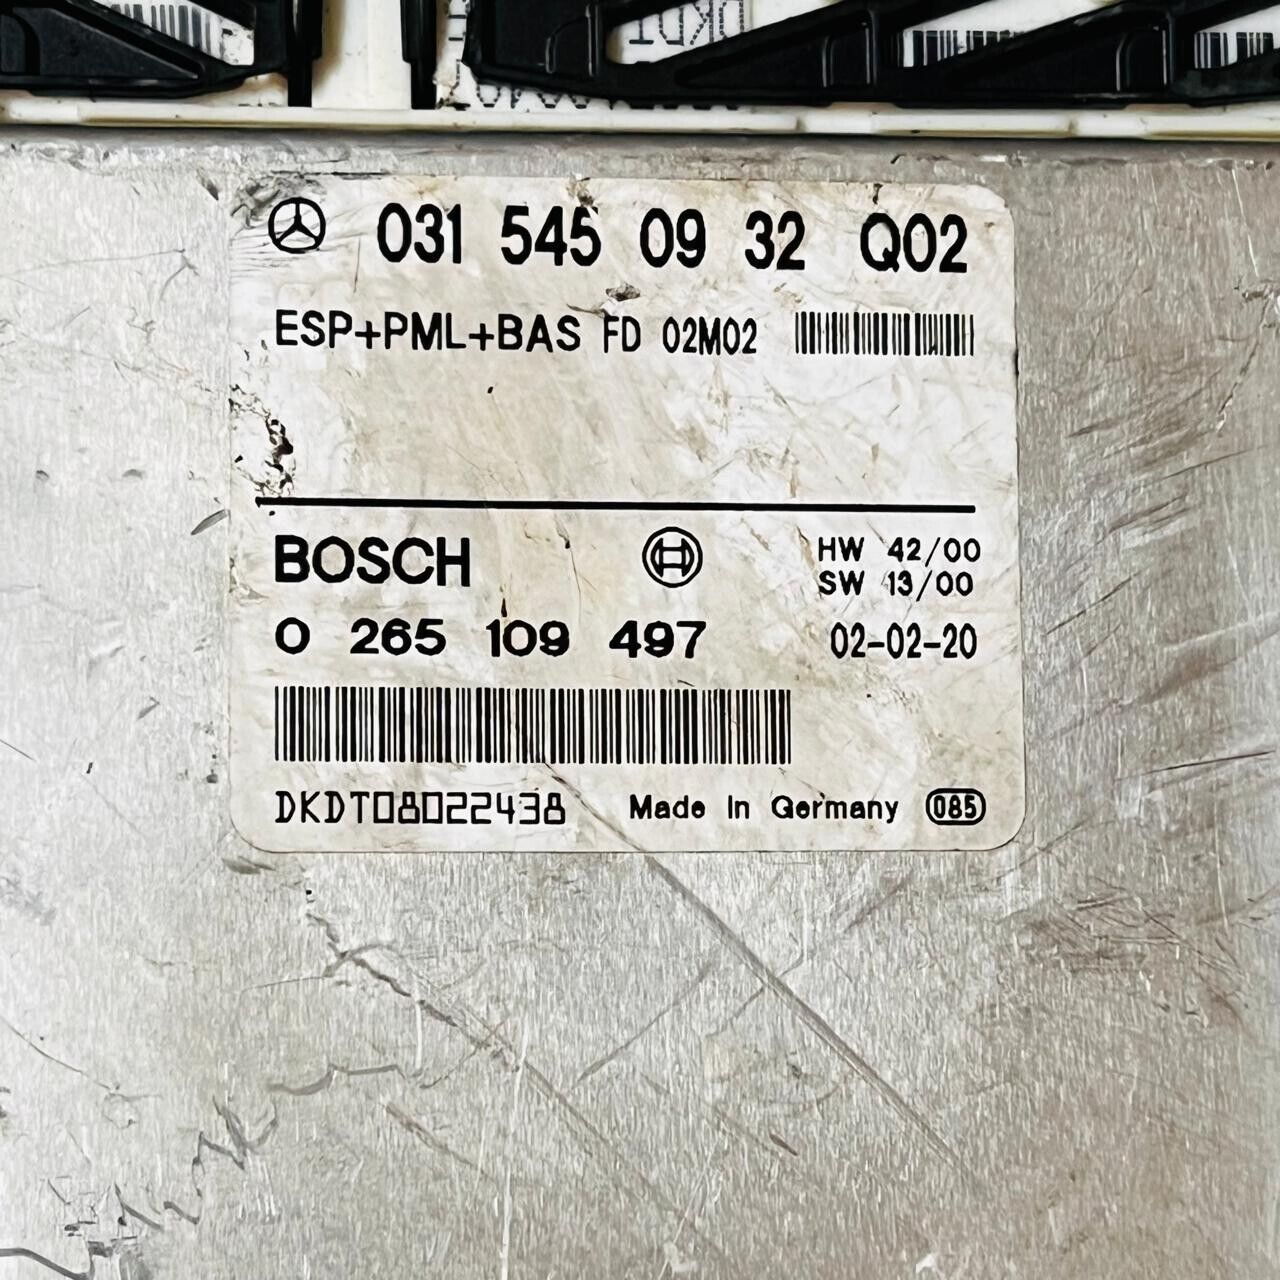 031 545 09 32 Q02
ESP+PML+BAS FD 02M02
BOSCH
HW 42/00
SW 13/00
0 265 109 497
02-02-20
DKDT08022438 Made In Germany 085